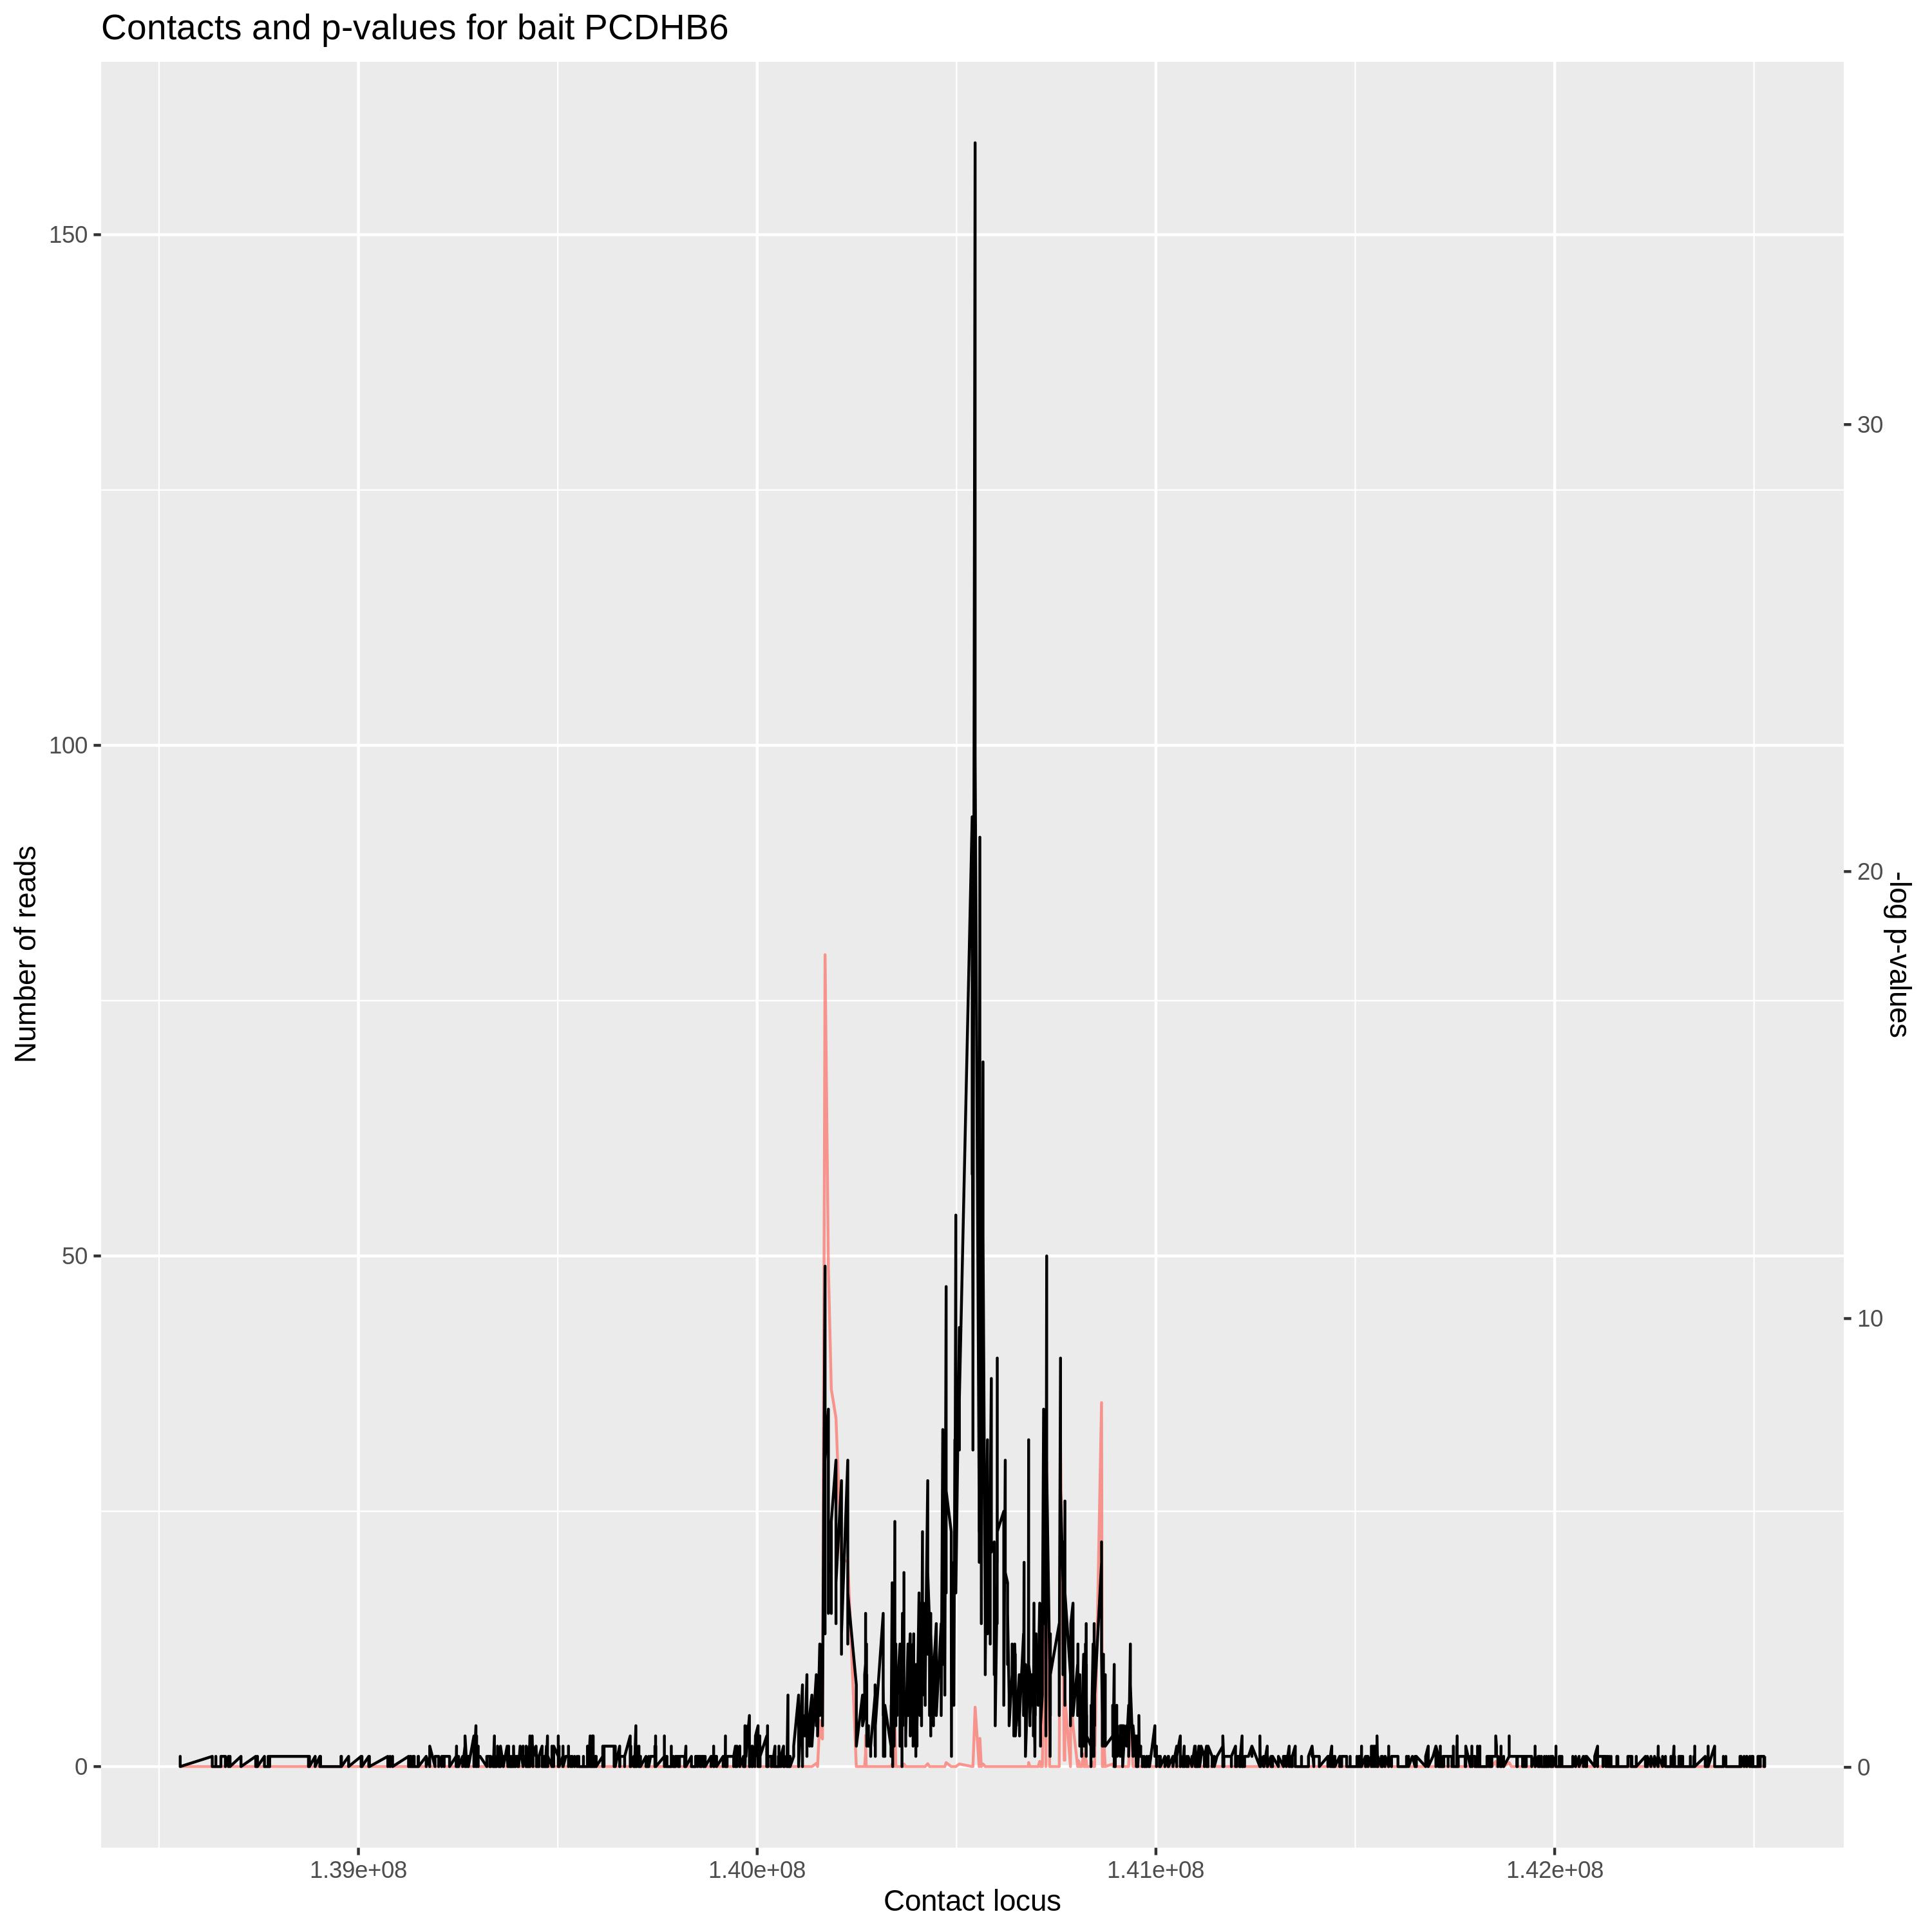 Contacts and p-values for bait PCDHB6
150
100
50
0
Number of reads
30
20
10
0
-log p-values
1.39e+08
1.40e+08
1.41e+08
1.42e+08
Contact locus